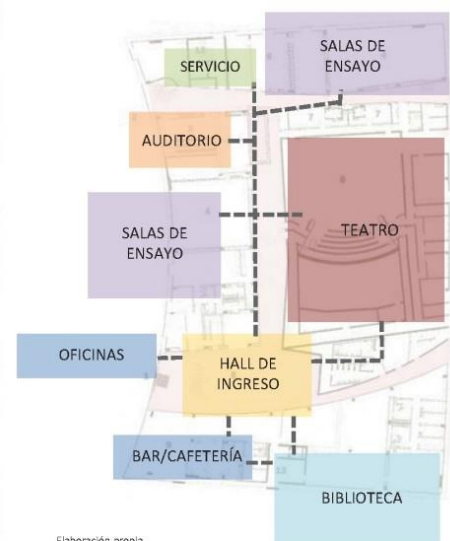 SALAS DE
ENSAYO
SERVICIO
AUDITORIO
TEATRO
SALAS DE
ENSAYO
OFICINAS
HALL DE
INGRESO
BAR/CAFETERÍA
BIBLIOTECA
Elaboración propia